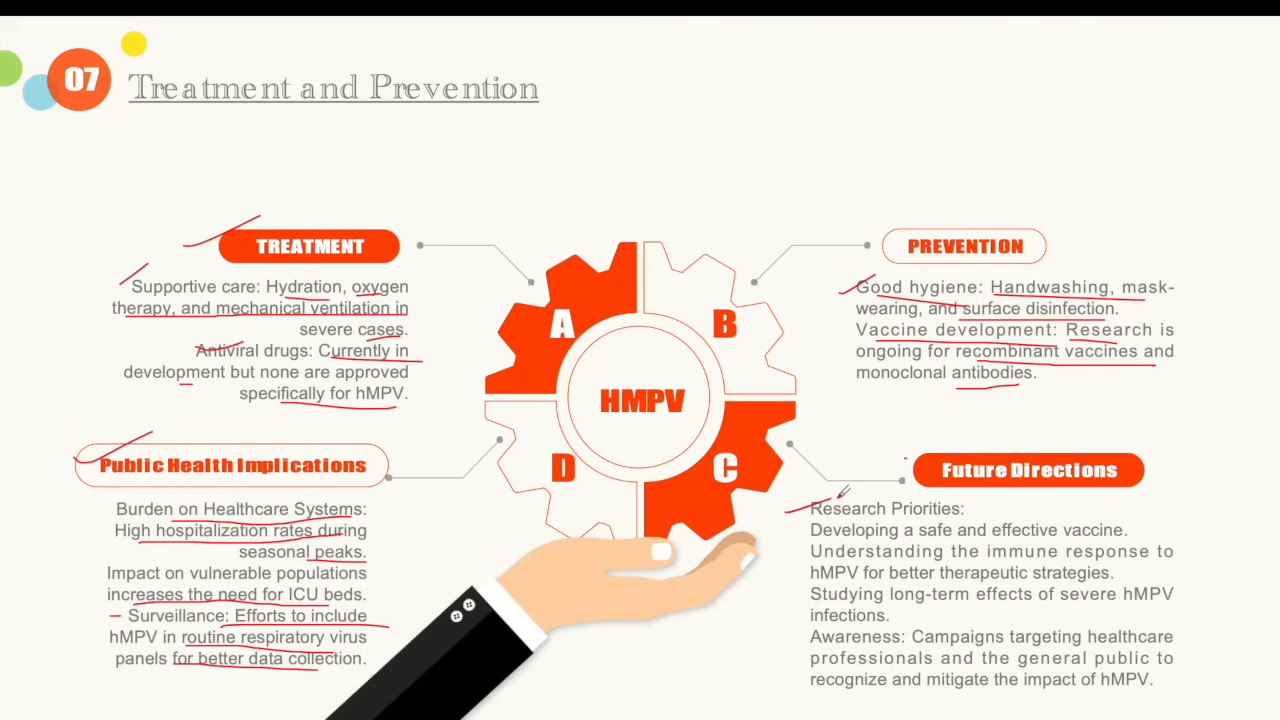 07
Treatment and Prevention
TREATMENT
Supportive care: Hydration, oxygen
therapy, and mechanical ventilation in
severe cases.
Antiviral drugs: Currently in
development but none are approved
specifically for hMPV.
PREVENTION
Good hygiene: Handwashing, mask-
wearing, and surface disinfection.
Vaccine development: Research is
ongoing for recombinant vaccines and
monoclonal antibodies.
A
B
HMPV
D
C
Public Health Implications
Burden on Healthcare Systems:
High hospitalization rates during
seasonal peaks.
Impact on vulnerable populations
increases the need for ICU beds.
Surveillance: Efforts to include
hMPV in routine respiratory virus
panels for better data collection.
Future Directions
Research Priorities:
Developing a safe and effective vaccine.
Understanding the immune response to
hMPV for better therapeutic strategies.
Studying long-term effects of severe hMPV
infections.
Awareness: Campaigns targeting healthcare
professionals and the general public to
recognize and mitigate the impact of hMPV.